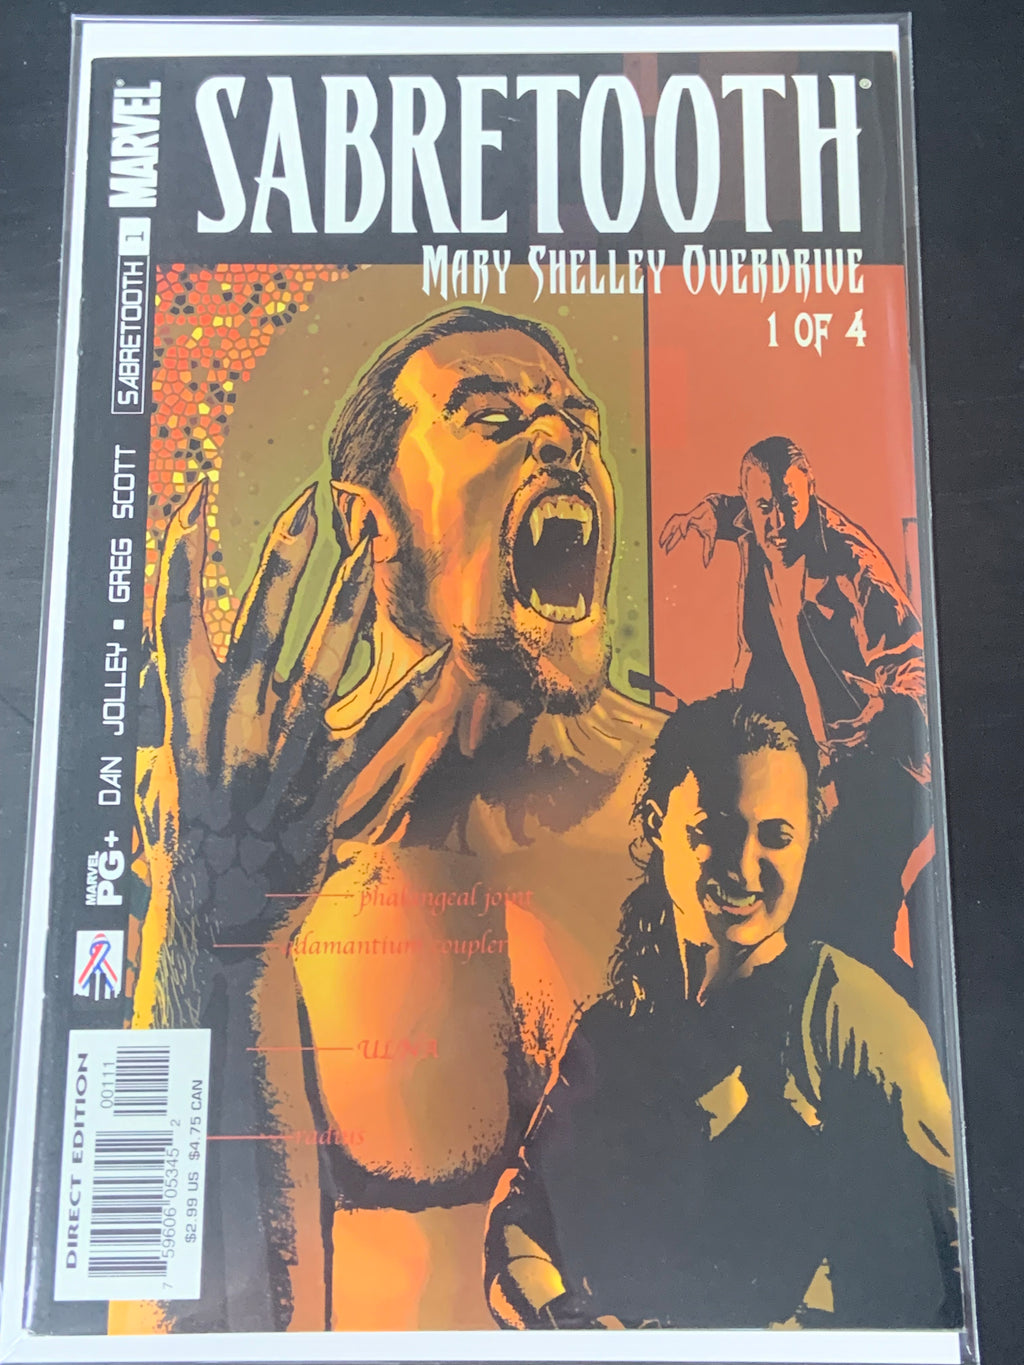 SABRETOOTH
MARY SHELLEY OVERDRIVE
1 OF 4
MARVEL
SABRETOOTH 1
DAN JOLLEY ▪ GREG SCOTT
MARVEL
PG+
phalangeal joint
adamantium coupler
ULNA
radius
DIRECT EDITION
00111
7 59606 05345 2
$2.99 US $4.75 CAN